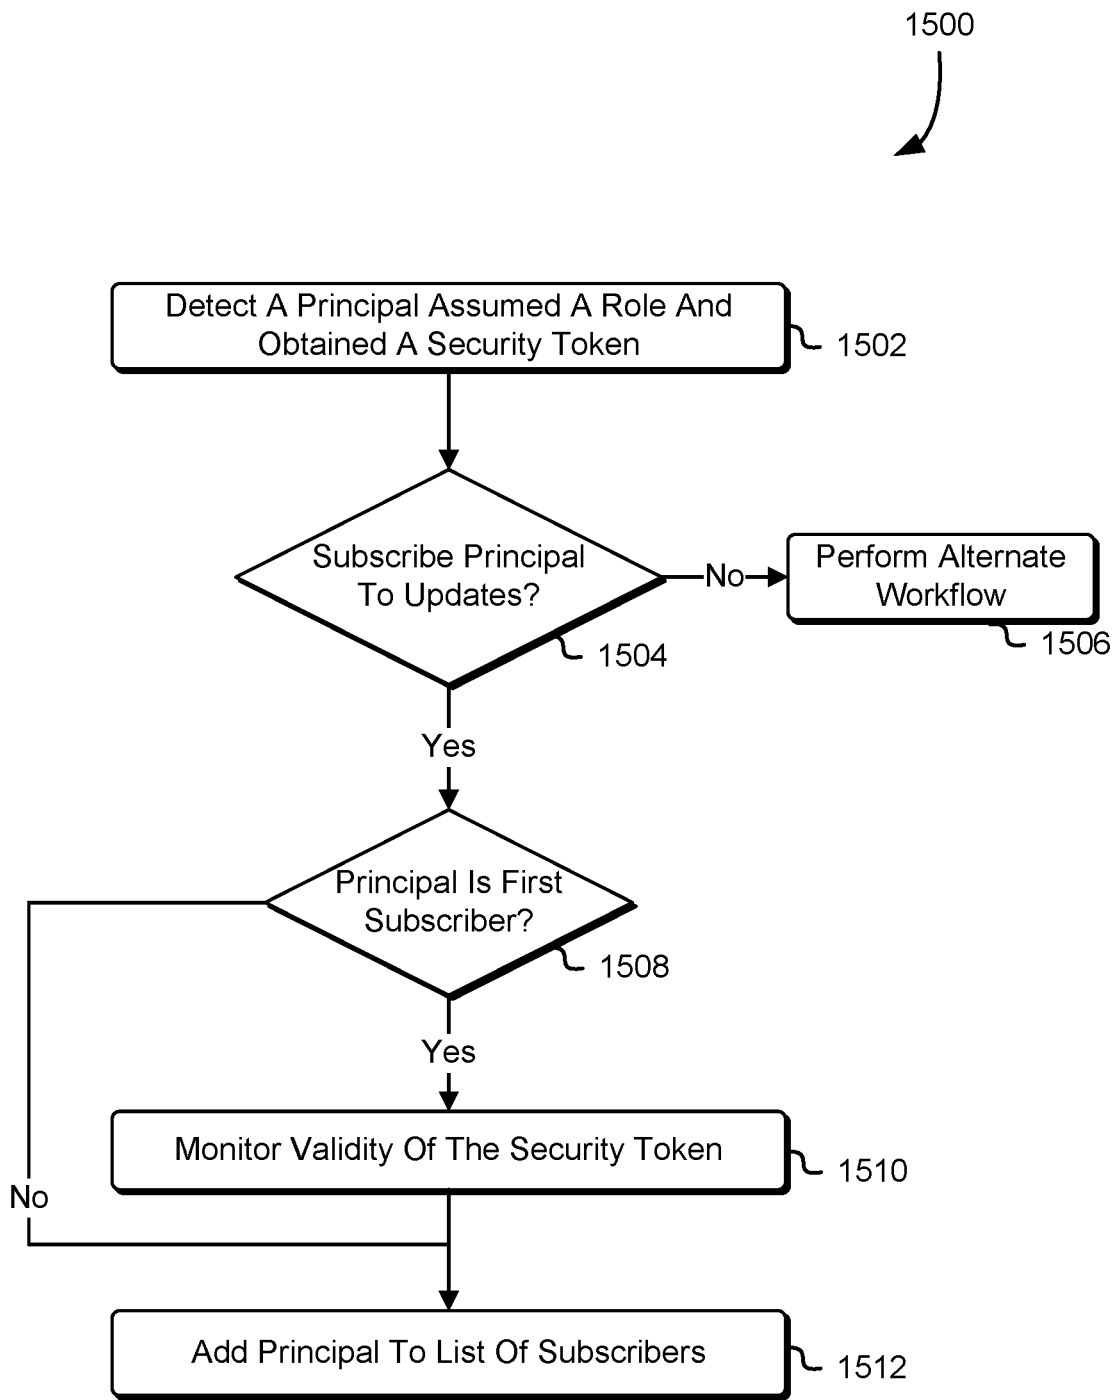 1500
Detect A Principal Assumed A Role And
Obtained A Security Token
1502
Subscribe Principal
To Updates?
1504
No
Perform Alternate
Workflow
1506
Yes
Principal Is First
Subscriber?
1508
Yes
Monitor Validity Of The Security Token
1510
No
Add Principal To List Of Subscribers
1512